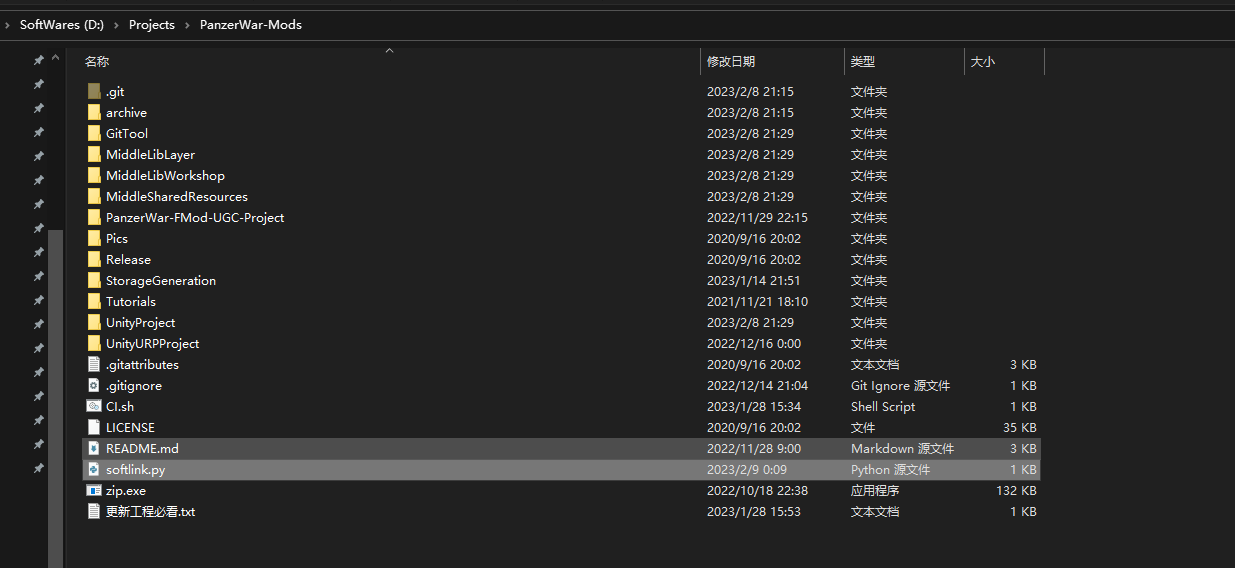 SoftWares (D:) Projects PanzerWar-Mods
名称 修改日期 类型 大小
.git 2023/2/8 21:15 文件夹
archive 2023/2/8 21:15 文件夹
GitTool 2023/2/8 21:29 文件夹
MiddleLibLayer 2023/2/8 21:29 文件夹
MiddleLibWorkshop 2023/2/8 21:29 文件夹
MiddleSharedResources 2023/2/8 21:29 文件夹
PanzerWar-FMod-UGC-Project 2022/11/29 22:15 文件夹
Pics 2020/9/16 20:02 文件夹
Release 2020/9/16 20:02 文件夹
StorageGeneration 2023/1/14 21:51 文件夹
Tutorials 2021/11/21 18:10 文件夹
UnityProject 2023/2/8 21:29 文件夹
UnityURPProject 2022/12/16 0:00 文件夹
.gitattributes 2020/9/16 20:02 文本文档 3 KB
.gitignore 2022/12/14 21:04 Git Ignore 源文件 1 KB
CI.sh 2023/1/28 15:34 Shell Script 1 KB
LICENSE 2020/9/16 20:02 文件 35 KB
README.md 2022/11/28 9:00 Markdown 源文件 3 KB
softlink.py 2023/2/9 0:09 Python 源文件 1 KB
zip.exe 2022/10/18 22:38 应用程序 132 KB
更新工程必看.txt 2023/1/28 15:53 文本文档 1 KB